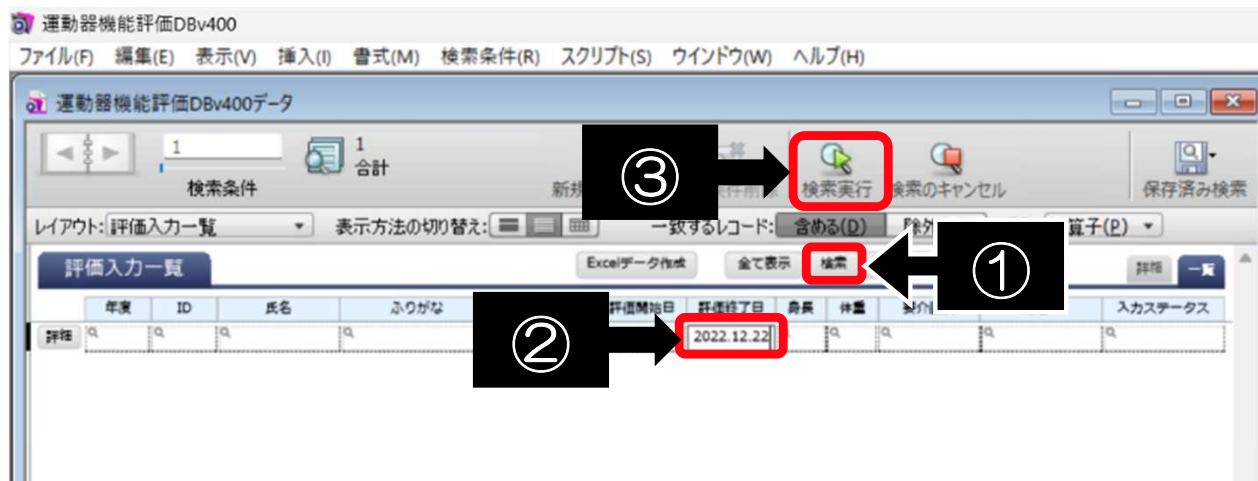 運動器機能評価DBv400
ファイル(F) 編集(E) 表示(V) 挿入(I) 書式(M) 検索条件(R) スクリプト(S) ウインドウ(W) ヘルプ(H)
運動器機能評価DBv400データ
1
1
合計
③
検索条件
新規
検索実行
検索のキャンセル
保存済み検索
レイアウト: 評価入力一覧
表示方法の切り替え:
一致するレコード: 含める(D)
算子(P)
評価入力一覧
Excelデータ作成
全て表示
検索
①
詳細
一覧
年度 ID 氏名 ふりがな 評価開始日 評価終了日 身長 体重 入力ステータス
詳細
②
2022.12.22